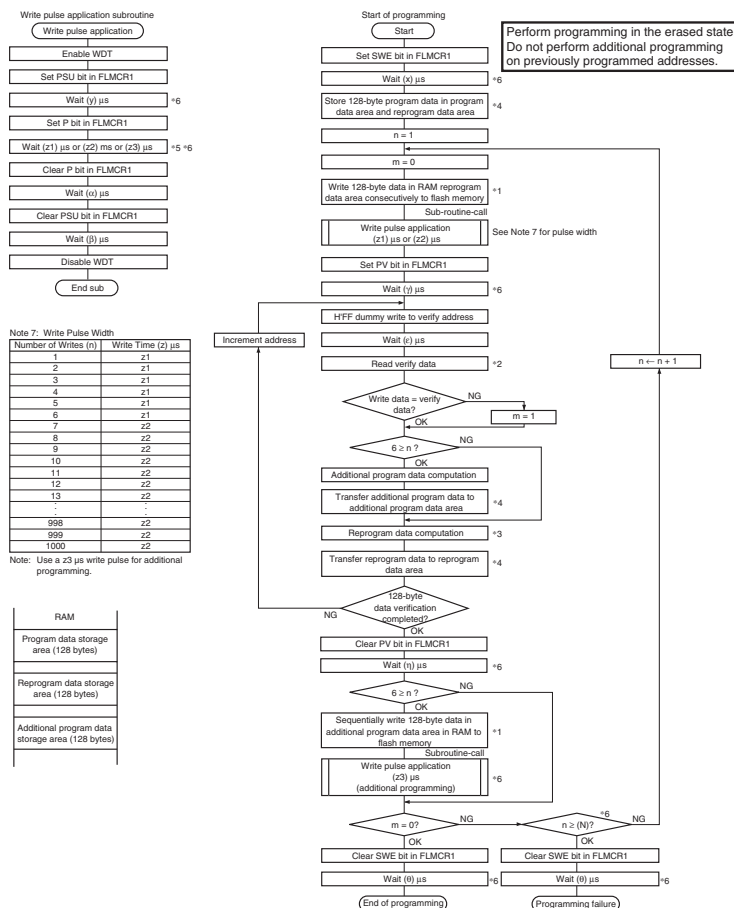 Write pulse application subroutine
Write pulse application
Enable WDT
Set PSU bit in FLMCR1
Wait (y) µs
*6
Set P bit in FLMCR1
Wait (z1) µs or (z2) ms or (z3) µs
*5 *6
Clear P bit in FLMCR1
Wait (α) µs
Clear PSU bit in FLMCR1
Wait (β) µs
Disable WDT
End sub
Note 7: Write Pulse Width
Number of Writes (n) Write Time (z) µs
1 z1
2 z1
3 z1
4 z1
5 z1
6 z1
7 z2
8 z2
9 z2
10 z2
11 z2
12 z2
13 z2
: :
998 z2
999 z2
1000 z2
Note: Use a z3 µs write pulse for additional
programming.
RAM
Program data storage
area (128 bytes)
Reprogram data storage
area (128 bytes)
Additional program data
storage area (128 bytes)
Start of programming
Start
Perform programming in the erased state.
Do not perform additional programming
on previously programmed addresses.
Set SWE bit in FLMCR1
Wait (x) µs
*6
Store 128-byte program data in program
data area and reprogram data area
*4
n = 1
m = 0
Write 128-byte data in RAM reprogram
data area consecutively to flash memory
*1
Sub-routine-call
Write pulse application
(z1) µs or (z2) µs
See Note 7 for pulse width
Set PV bit in FLMCR1
Wait (γ) µs
*6
H'FF dummy write to verify address
Increment address
Wait (ε) µs
Read verify data
*2
n ← n + 1
Write data = verify
data?
NG
m = 1
OK
6 ≥ n ?
NG
OK
Additional program data computation
Transfer additional program data to
additional program data area
*4
Reprogram data computation
*3
Transfer reprogram data to reprogram
data area
*4
128-byte
data verification
completed?
NG
OK
Clear PV bit in FLMCR1
Wait (η) µs
*6
6 ≥ n ?
NG
OK
Sequentially write 128-byte data in
additional program data area in RAM to
flash memory
*1
Subroutine-call
Write pulse application
(z3) µs
(additional programming)
*6
m = 0?
NG
n ≥ (N)?
*6
NG
OK
OK
Clear SWE bit in FLMCR1
Clear SWE bit in FLMCR1
Wait (θ) µs
*6
Wait (θ) µs
*6
End of programming
Programming failure